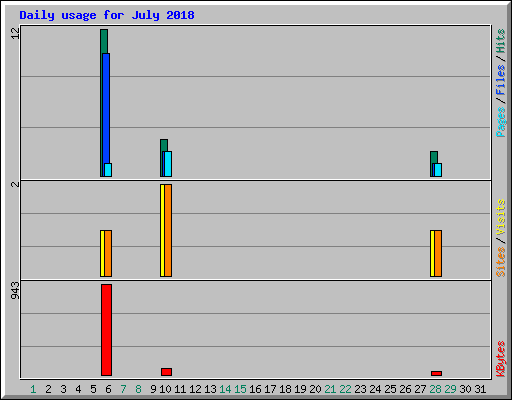 Daily usage for July 2018
12
2
943
Pages / Files / Hits
Sites / Visits
KBytes
1 2 3 4 5 6 7 8 9 10 11 12 13 14 15 16 17 18 19 20 21 22 23 24 25 26 27 28 29 30 31